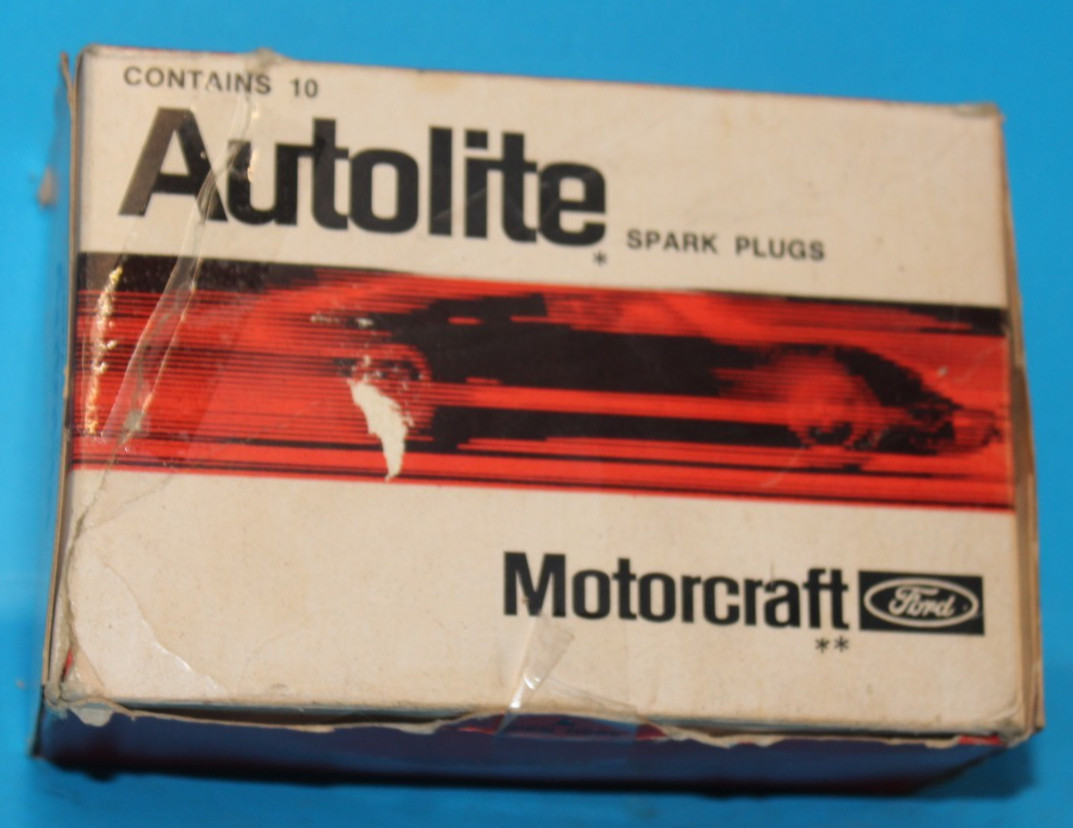 CONTAINS 10
Autolite*
SPARK PLUGS
Motorcraft**
Ford